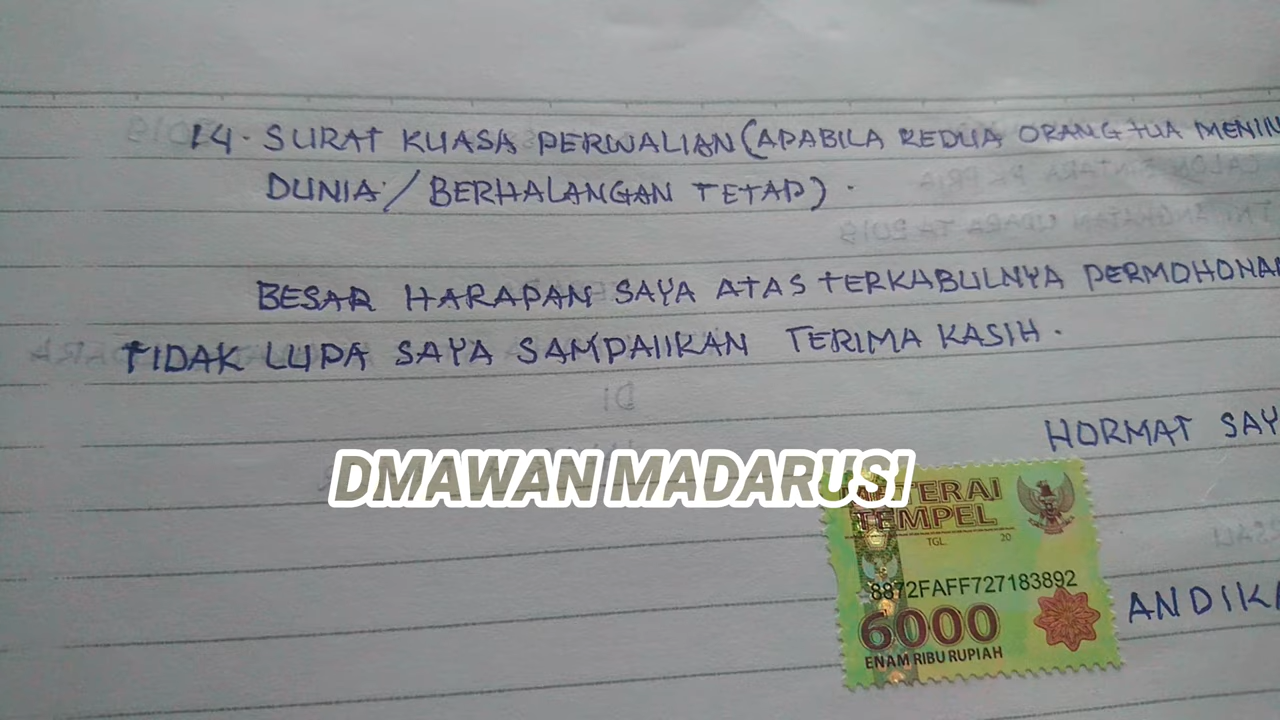 14. SURAT KUASA PERWALIAN (APABILA KEDUA ORANG TUA MENIN
DUNIA / BERHALANGAN TETAP).
BESAR HARAPAN SAYA ATAS TERKABULNYA PERMOHONA
TIDAK LUPA SAYA SAMPAIIKAN TERIMA KASIH.
HORMAT SAY
DMAWAN MADARUSI
METERAI
TEMPEL
TGL. 20
8872FAFF727183892
6000
ENAM RIBU RUPIAH
ANDIKA